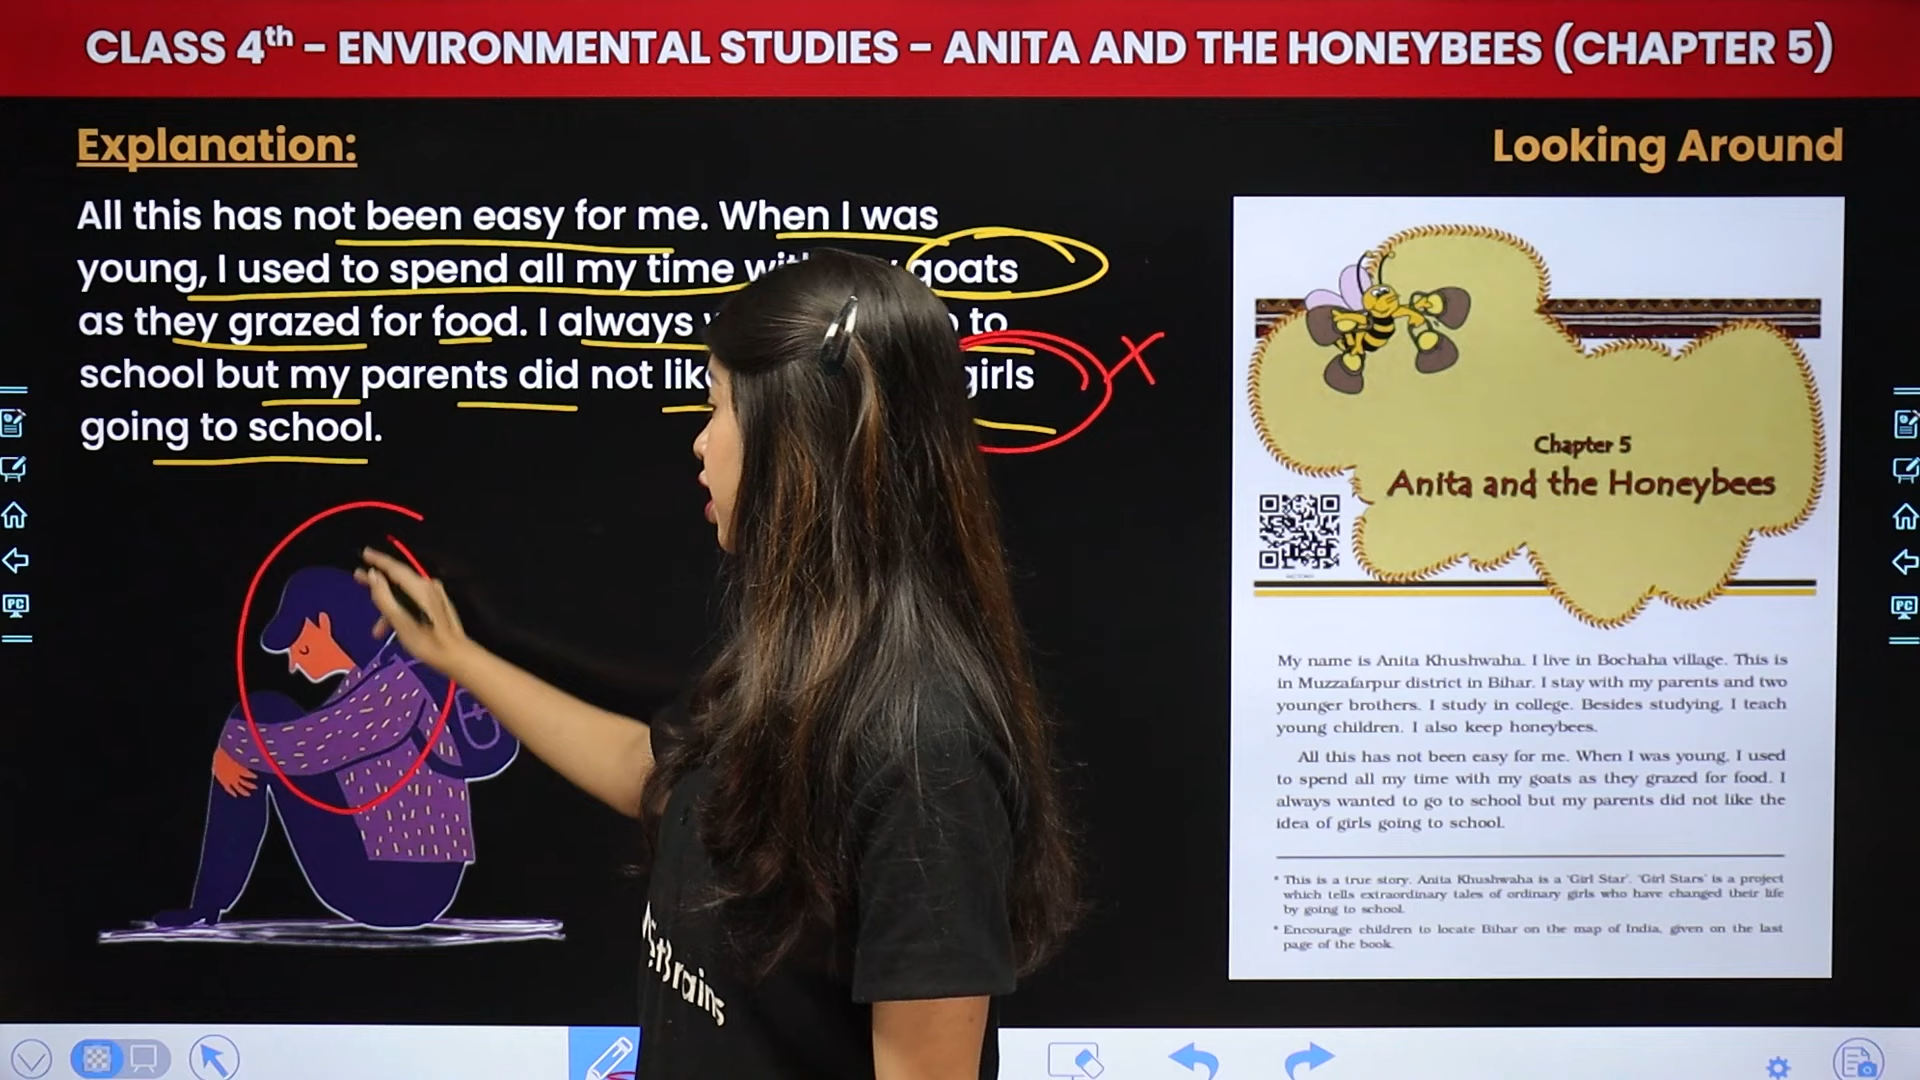 CLASS 4th – ENVIRONMENTAL STUDIES – ANITA AND THE HONEYBEES (CHAPTER 5)
Explanation:
All this has not been easy for me. When I was
young, I used to spend all my time goats
as they grazed for food. I always to
school but my parents did not girls
going to school.
Looking Around
Chapter 5
Anita and the Honeybees
My name is Anita Khushwaha. I live in Bochaha village. This is
in Muzzafarpur district in Bihar. I stay with my parents and two
younger brothers. I study in college. Besides studying, I teach
young children. I also keep honeybees.
All this has not been easy for me. When I was young, I used
to spend all my time with my goats as they grazed for food. I
always wanted to go to school but my parents did not like the
idea of girls going to school.
* This is a true story. Anita Khushwaha is a 'Girl Star'. 'Girl Stars' is a project
which tells extraordinary tales of ordinary girls who have changed their life
by going to school.
* Encourage children to locate Bihar on the map of India, given on the last
page of the book.
PC
PC